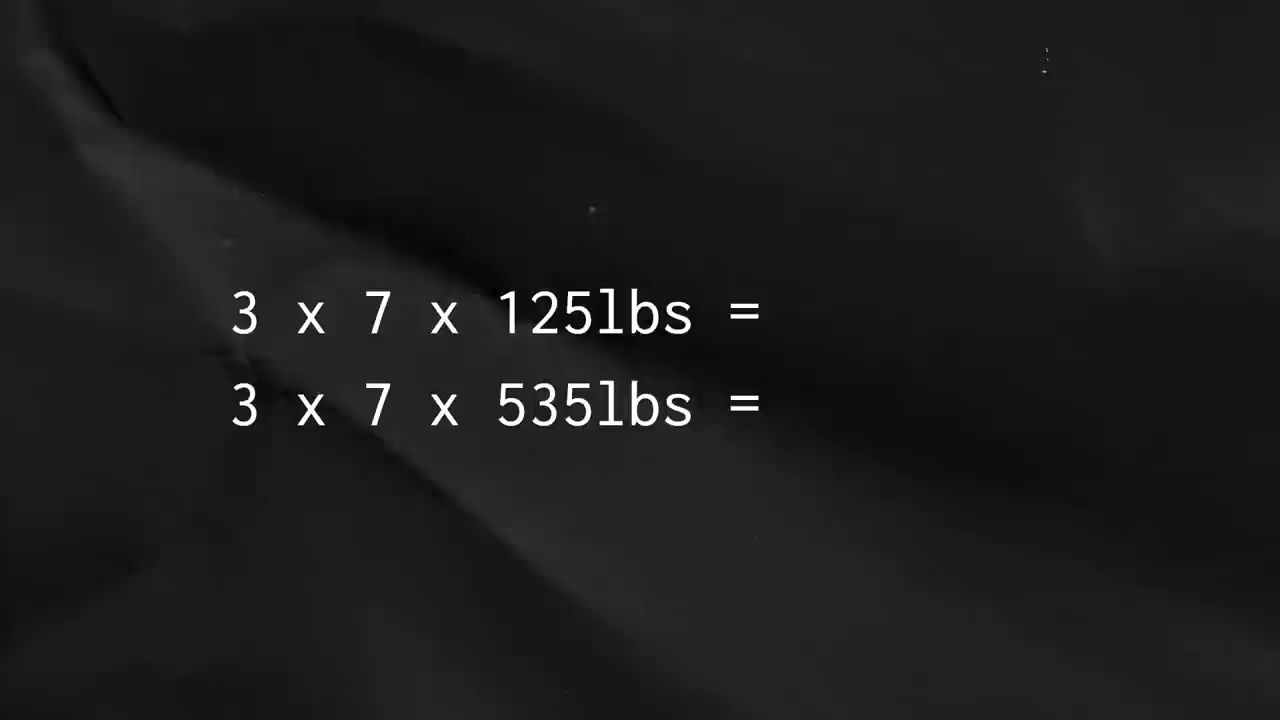 3 x 7 x 125lbs =
3 x 7 x 535lbs =